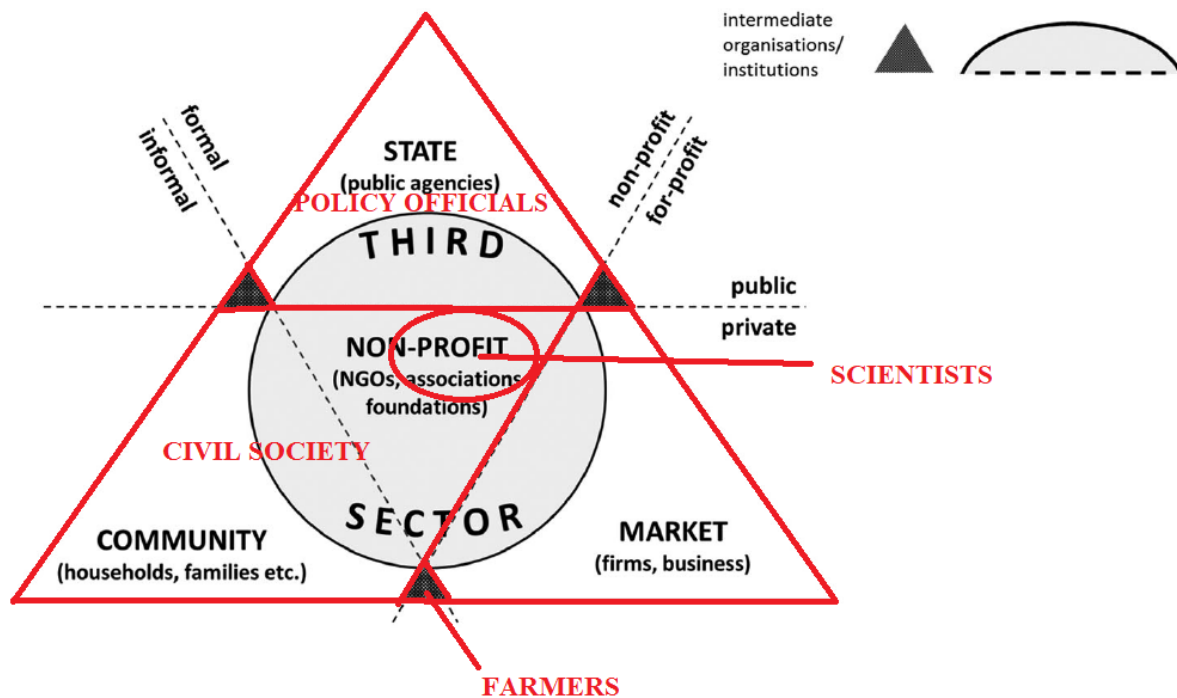 intermediate
organisations/
institutions
formal
informal
non-profit
for-profit
STATE
(public agencies)
POLICY OFFICIALS
THIRD
public
private
NON-PROFIT
(NGOs, associations
foundations)
SCIENTISTS
CIVIL SOCIETY
SECTOR
COMMUNITY
(households, families etc.)
MARKET
(firms, business)
FARMERS